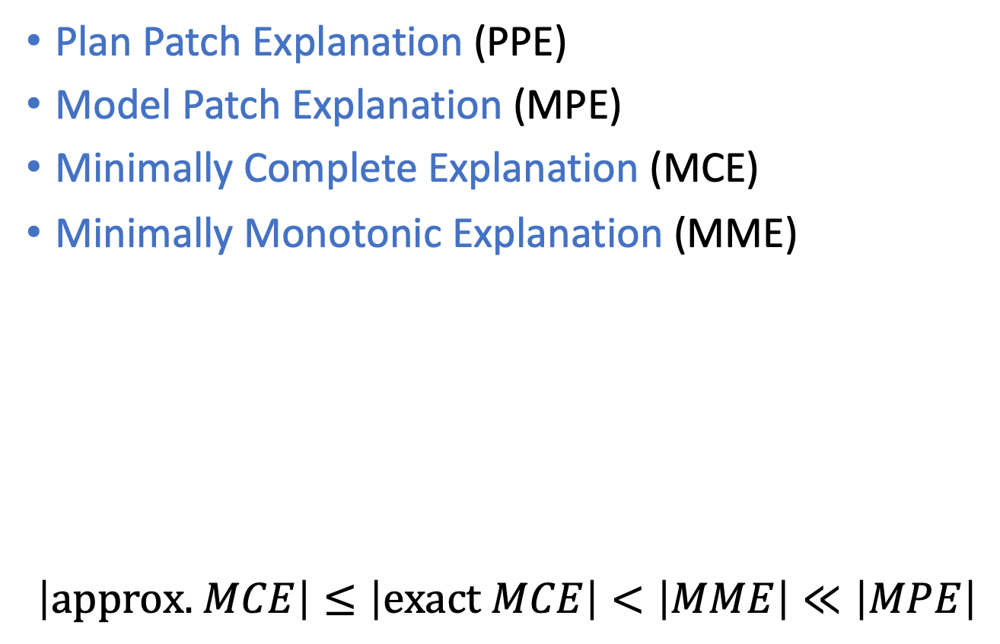 • Plan Patch Explanation (PPE)
• Model Patch Explanation (MPE)
• Minimally Complete Explanation (MCE)
• Minimally Monotonic Explanation (MME)
|approx. MCE| ≤ |exact MCE| < |MME| ≪ |MPE|